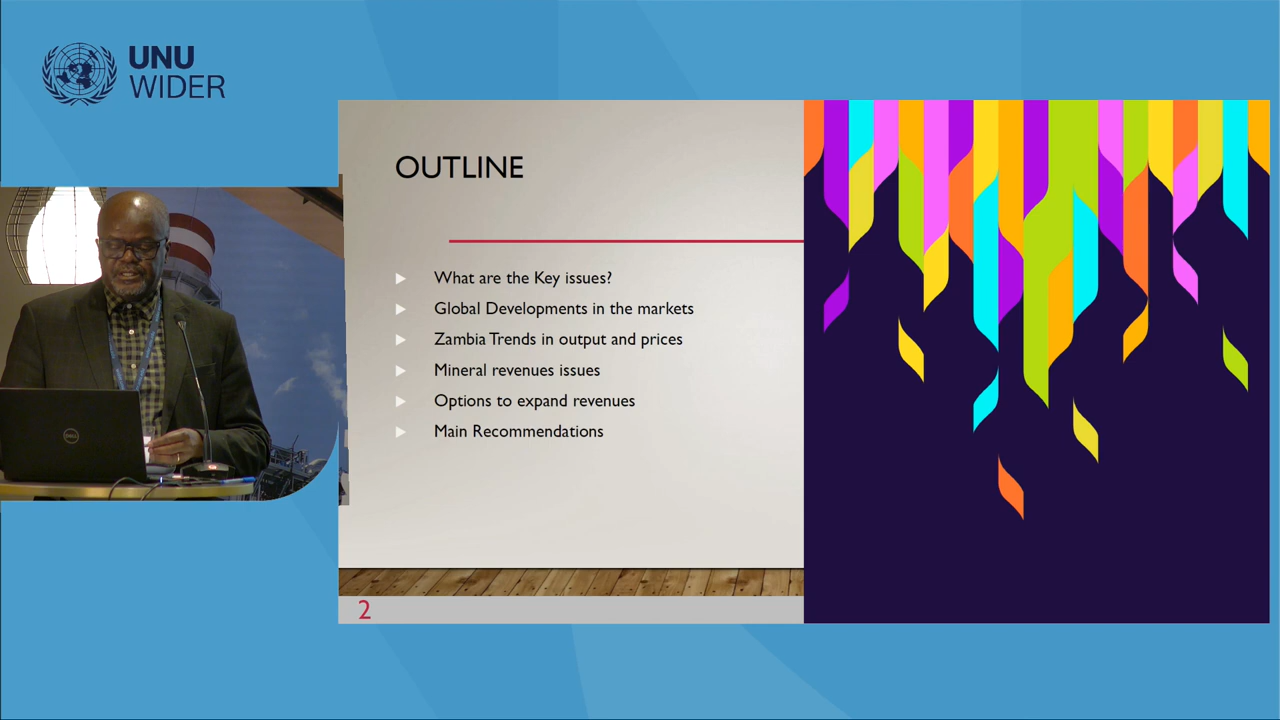 UNU
WIDER
OUTLINE
What are the Key issues?
Global Developments in the markets
Zambia Trends in output and prices
Mineral revenues issues
Options to expand revenues
Main Recommendations
2
DELL